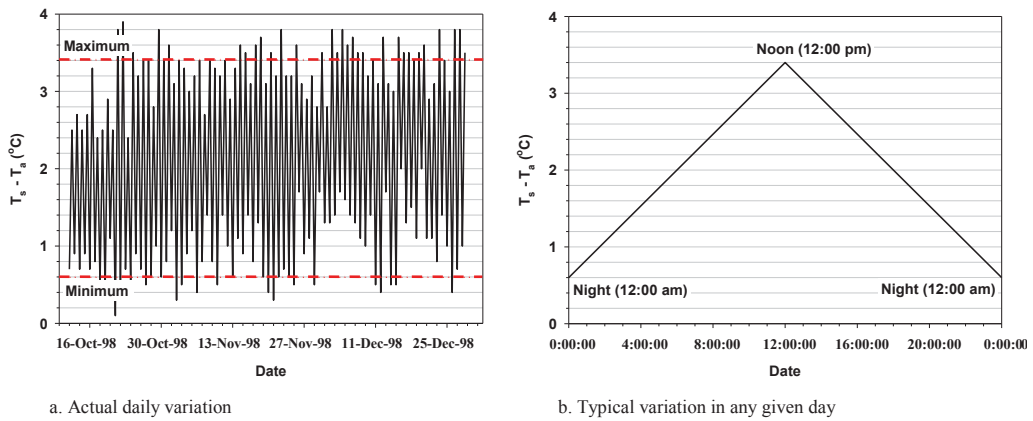 4
3
2
1
0
Tₛ - Tₐ (°C)
Maximum
Minimum
16-Oct-98 30-Oct-98 13-Nov-98 27-Nov-98 11-Dec-98 25-Dec-98
Date
a. Actual daily variation
4
3
2
1
0
Tₛ - Tₐ (°C)
Noon (12:00 pm)
Night (12:00 am)
Night (12:00 am)
0:00:00 4:00:00 8:00:00 12:00:00 16:00:00 20:00:00 0:00:00
Date
b. Typical variation in any given day